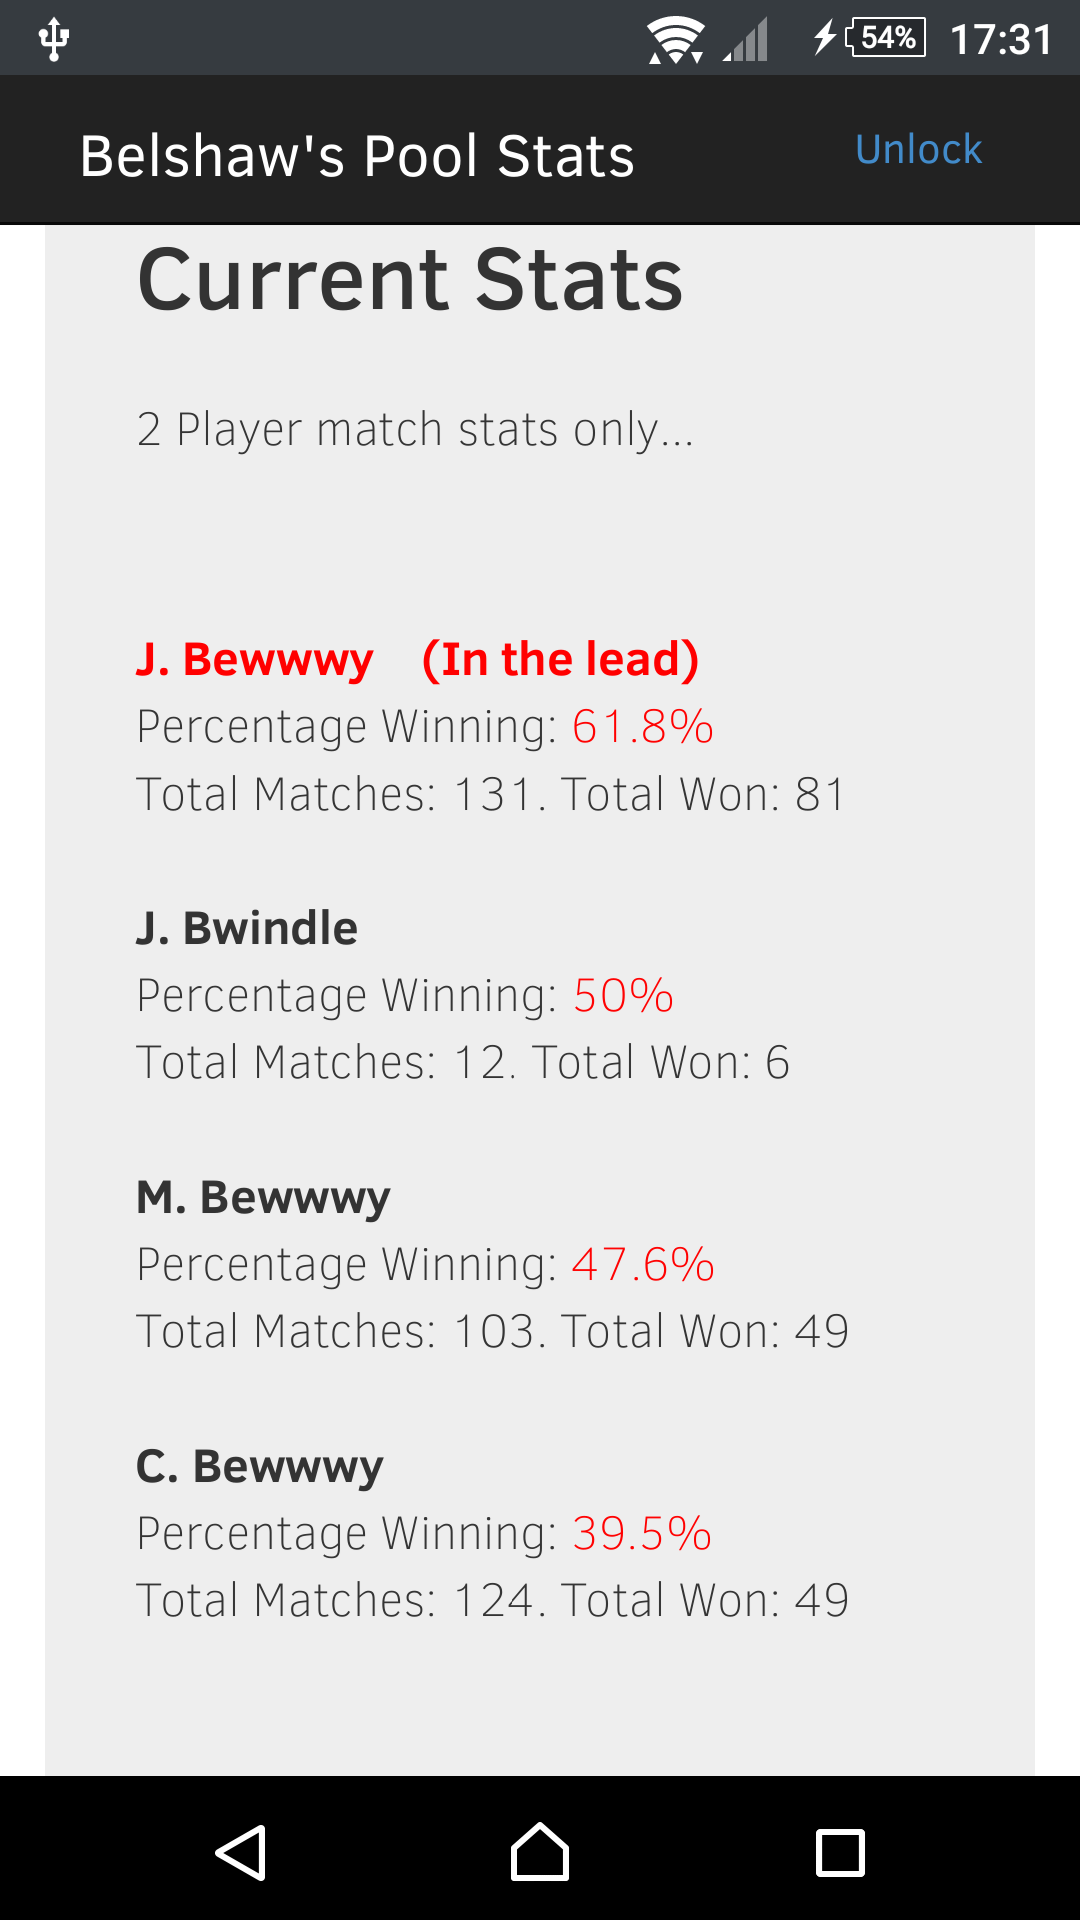 54% 17:31
Belshaw's Pool Stats Unlock
Current Stats
2 Player match stats only...
J. Bewwwy (In the lead)
Percentage Winning: 61.8%
Total Matches: 131. Total Won: 81
J. Bwindle
Percentage Winning: 50%
Total Matches: 12. Total Won: 6
M. Bewwwy
Percentage Winning: 47.6%
Total Matches: 103. Total Won: 49
C. Bewwwy
Percentage Winning: 39.5%
Total Matches: 124. Total Won: 49